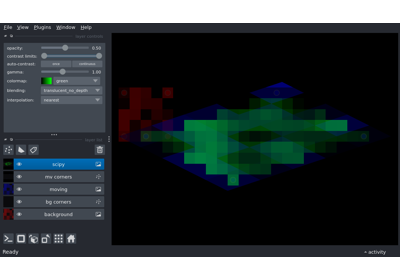 File View Plugins Window Help
opacity: 0.50
contrast limits:
auto-contrast: once continuous
gamma: 1.00
colormap: green
blending: translucent_no_depth
interpolation: nearest
scipy
mv corners
moving
bg corners
background
Ready activity